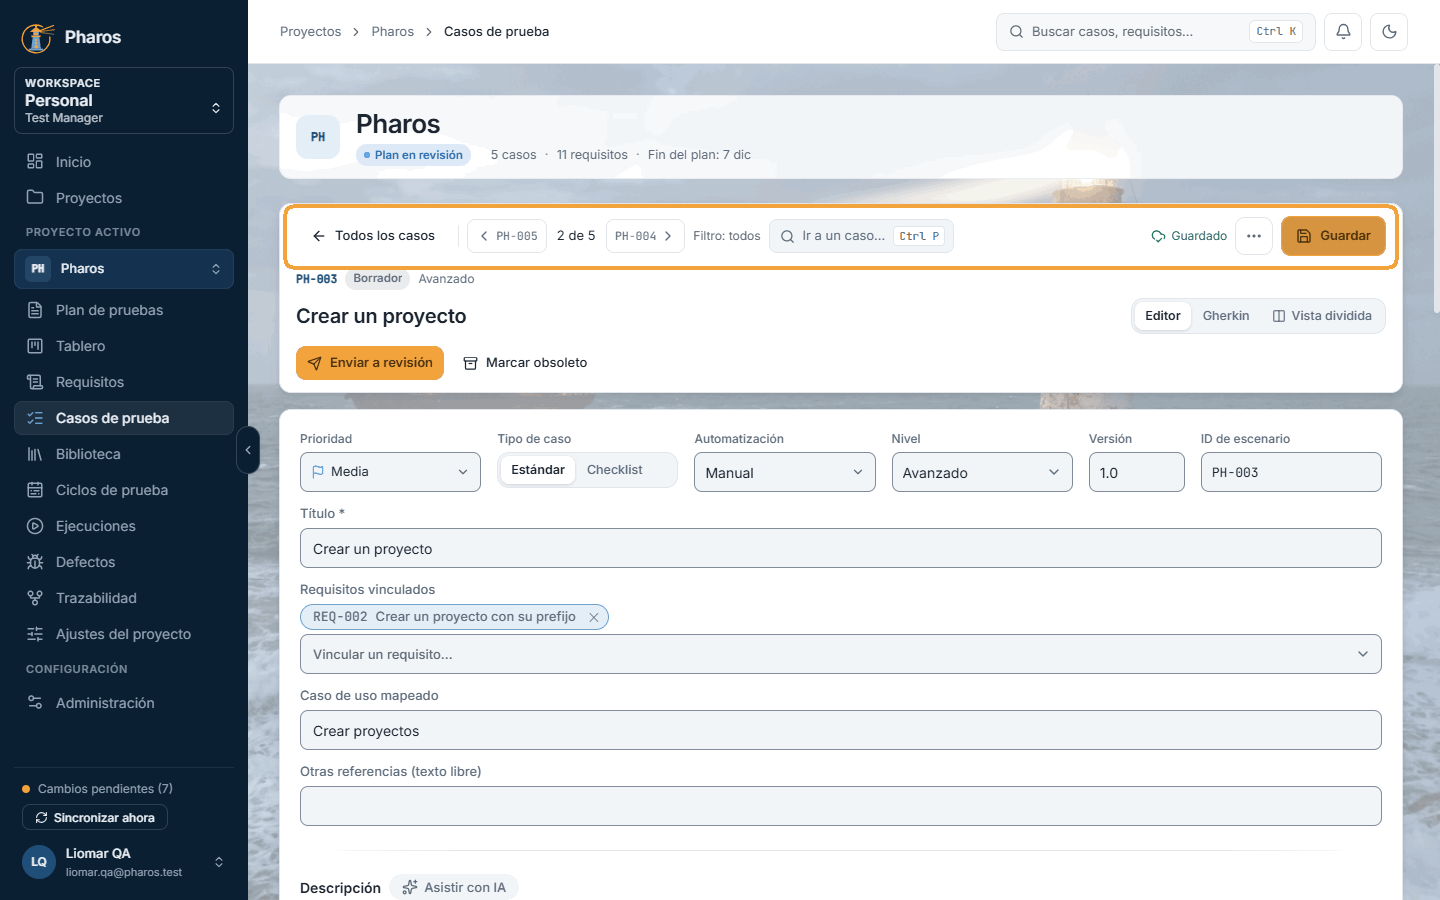 Pharos
WORKSPACE
Personal
Test Manager
Inicio
Proyectos
PROYECTO ACTIVO
PH Pharos
Plan de pruebas
Tablero
Requisitos
Casos de prueba
Biblioteca
Ciclos de prueba
Ejecuciones
Defectos
Trazabilidad
Ajustes del proyecto
CONFIGURACIÓN
Administración
Cambios pendientes (7)
Sincronizar ahora
LQ
Liomar QA
liomar.qa@pharos.test
Proyectos > Pharos > Casos de prueba
Buscar casos, requisitos... Ctrl K
PH
Pharos
Plan en revisión 5 casos · 11 requisitos · Fin del plan: 7 dic
Todos los casos PH-005 2 de 5 PH-004 Filtro: todos Ir a un caso... Ctrl P Guardado Guardar
PH-003 Borrador Avanzado
Crear un proyecto
Editor Gherkin Vista dividida
Enviar a revisión Marcar obsoleto
Prioridad Tipo de caso Automatización Nivel Versión ID de escenario
Media Estándar Checklist Manual Avanzado 1.0 PH-003
Título *
Crear un proyecto
Requisitos vinculados
REQ-002 Crear un proyecto con su prefijo
Vincular un requisito...
Caso de uso mapeado
Crear proyectos
Otras referencias (texto libre)
Descripción Asistir con IA